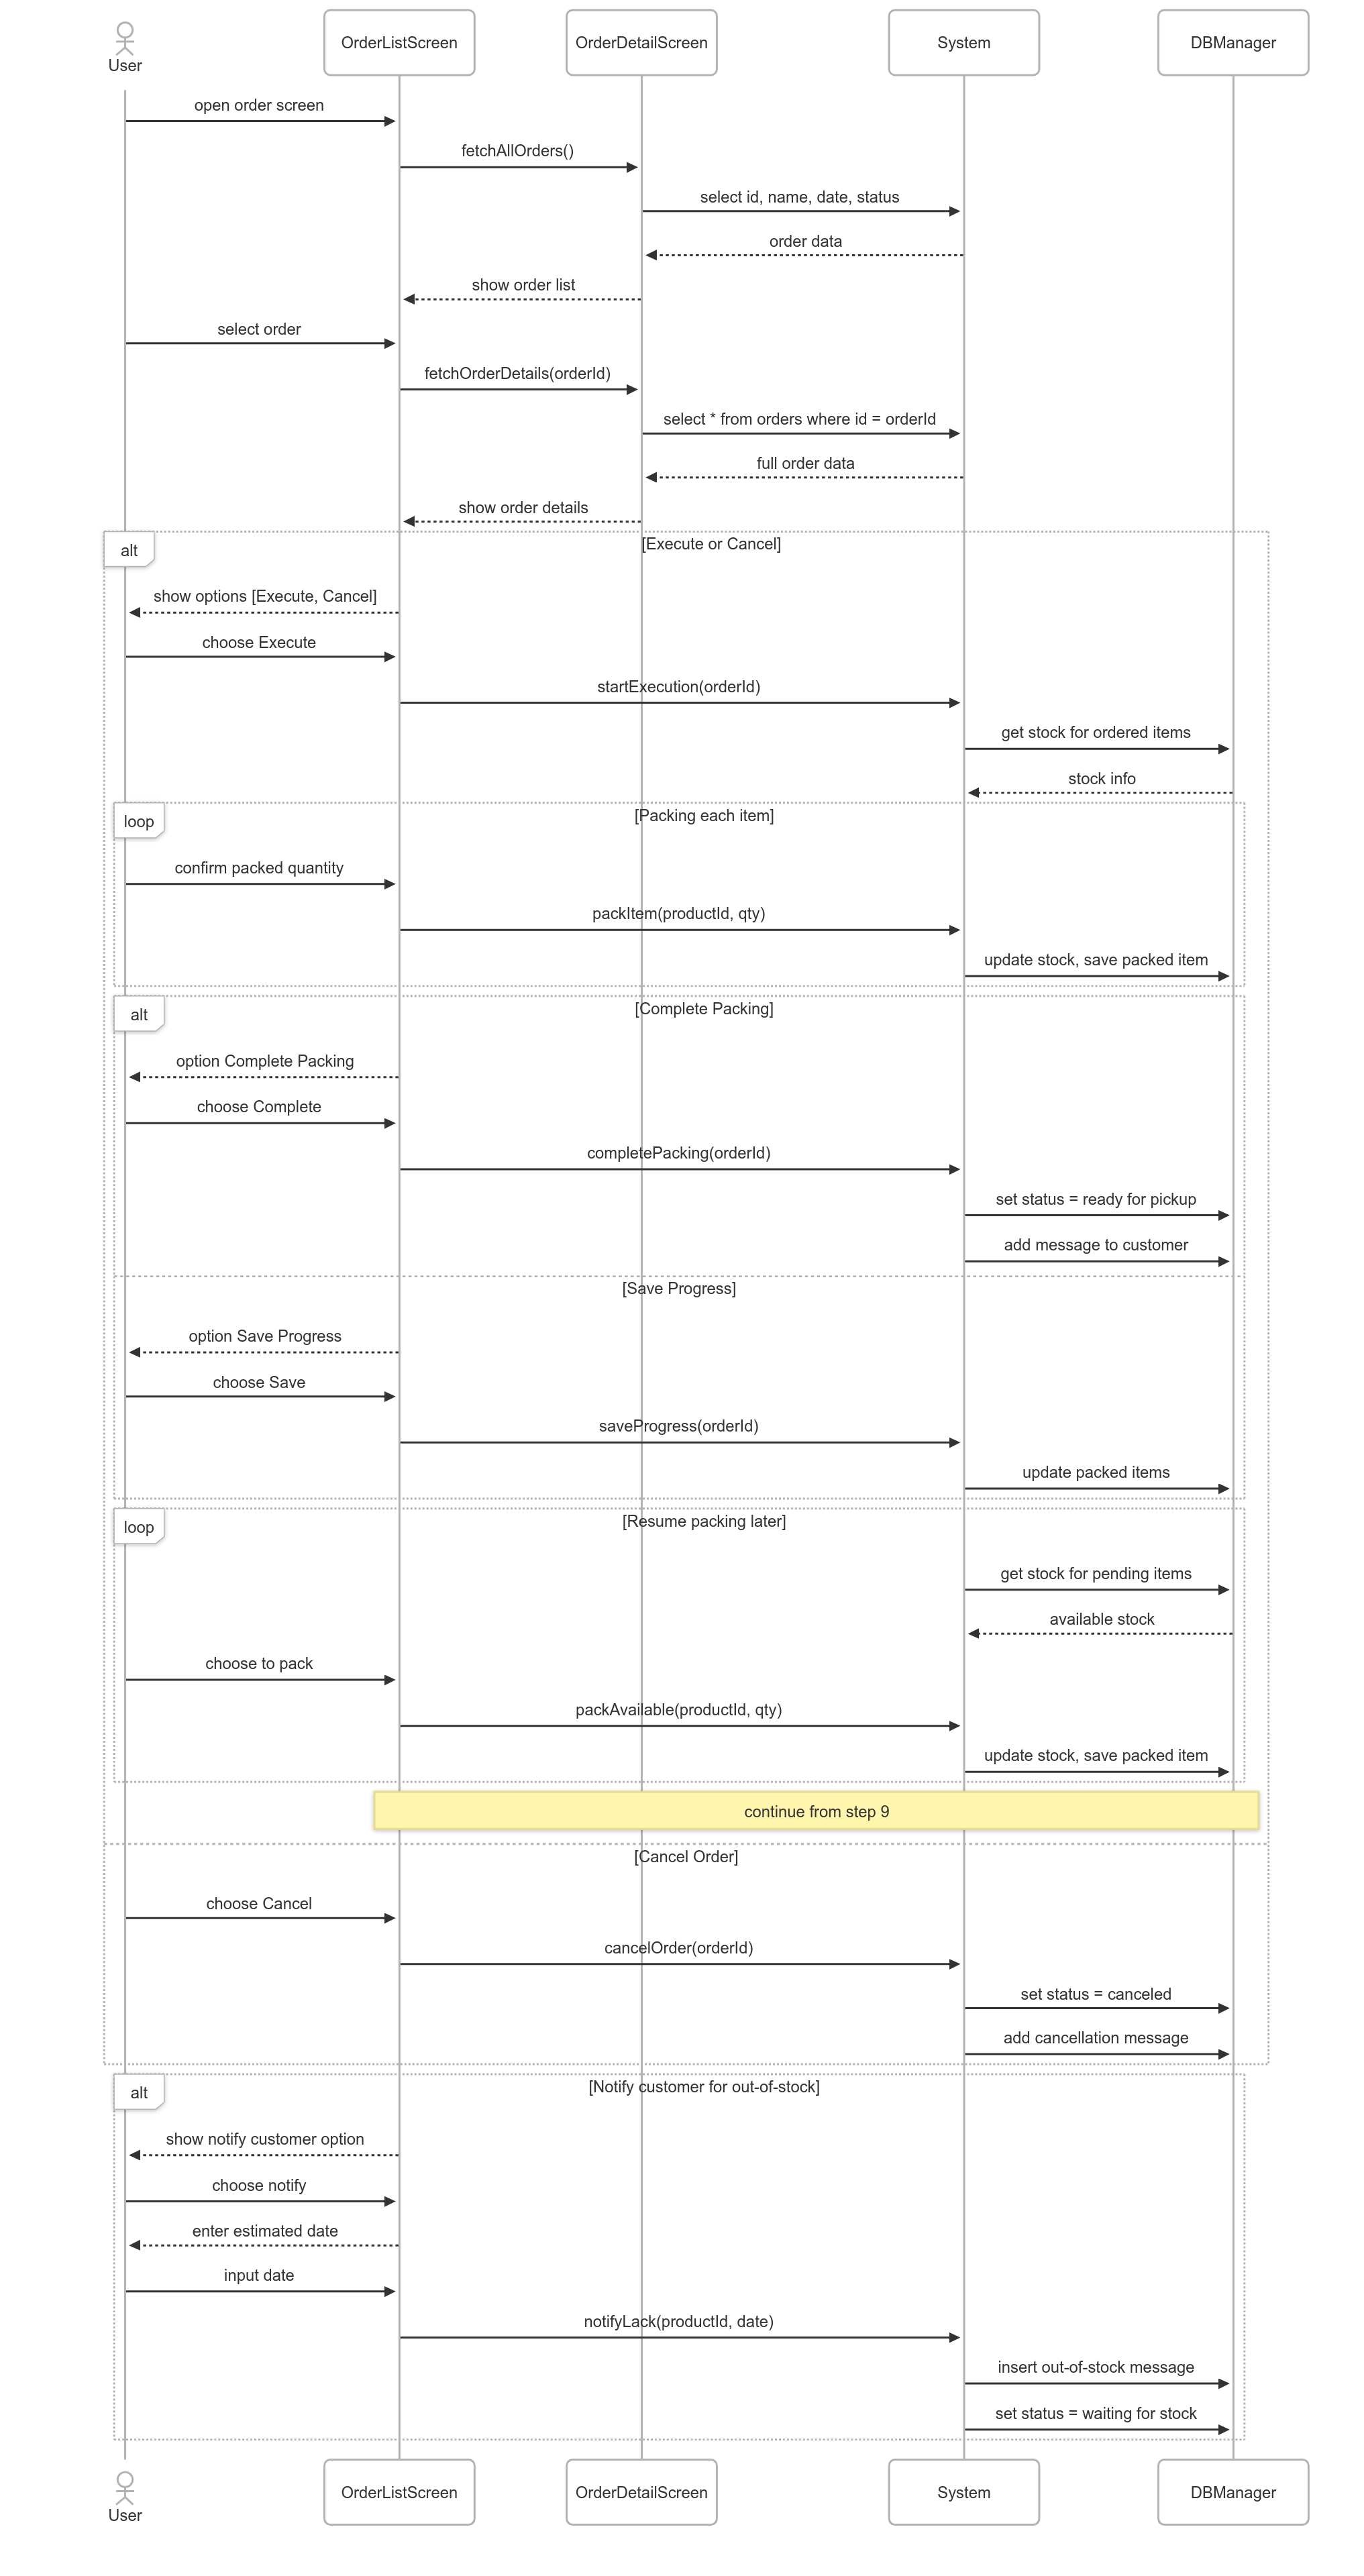 User
OrderListScreen
OrderDetailScreen
System
DBManager
open order screen
fetchAllOrders()
select id, name, date, status
order data
show order list
select order
fetchOrderDetails(orderId)
select * from orders where id = orderId
full order data
show order details
alt
[Execute or Cancel]
show options [Execute, Cancel]
choose Execute
startExecution(orderId)
get stock for ordered items
stock info
loop
[Packing each item]
confirm packed quantity
packItem(productId, qty)
update stock, save packed item
alt
[Complete Packing]
option Complete Packing
choose Complete
completePacking(orderId)
set status = ready for pickup
add message to customer
[Save Progress]
option Save Progress
choose Save
saveProgress(orderId)
update packed items
loop
[Resume packing later]
get stock for pending items
available stock
choose to pack
packAvailable(productId, qty)
update stock, save packed item
continue from step 9
[Cancel Order]
choose Cancel
cancelOrder(orderId)
set status = canceled
add cancellation message
alt
[Notify customer for out-of-stock]
show notify customer option
choose notify
enter estimated date
input date
notifyLack(productId, date)
insert out-of-stock message
set status = waiting for stock
User
OrderListScreen
OrderDetailScreen
System
DBManager